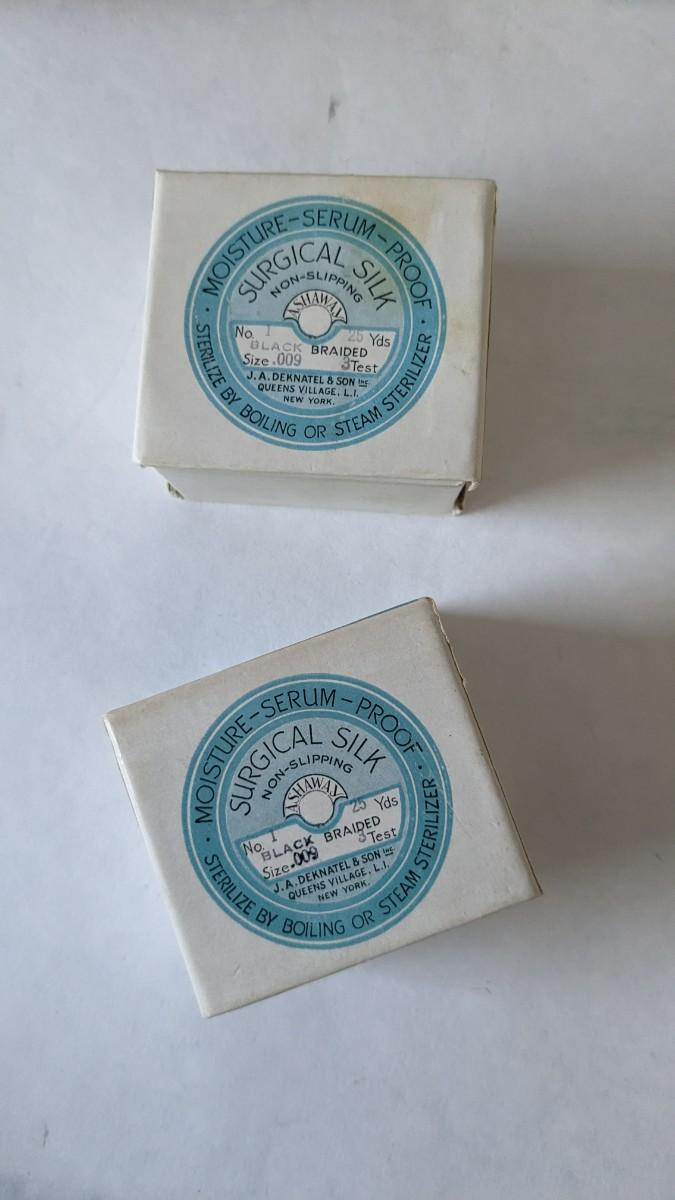 MOISTURE-SERUM-PROOF
SURGICAL SILK
NON-SLIPPING
ASHAWAY
No. 1 25 Yds
BLACK BRAIDED
Size .009 3 Test
J. A. DEKNATEL & SON Inc.
QUEENS VILLAGE, L.I.
NEW YORK.
· STERILIZE BY BOILING OR STEAM STERILIZER ·
MOISTURE-SERUM-PROOF
SURGICAL SILK
NON-SLIPPING
ASHAWAY
No. 1 25 Yds
BLACK BRAIDED
Size .009 3 Test
J. A. DEKNATEL & SON Inc.
QUEENS VILLAGE, L.I.
NEW YORK.
· STERILIZE BY BOILING OR STEAM STERILIZER ·